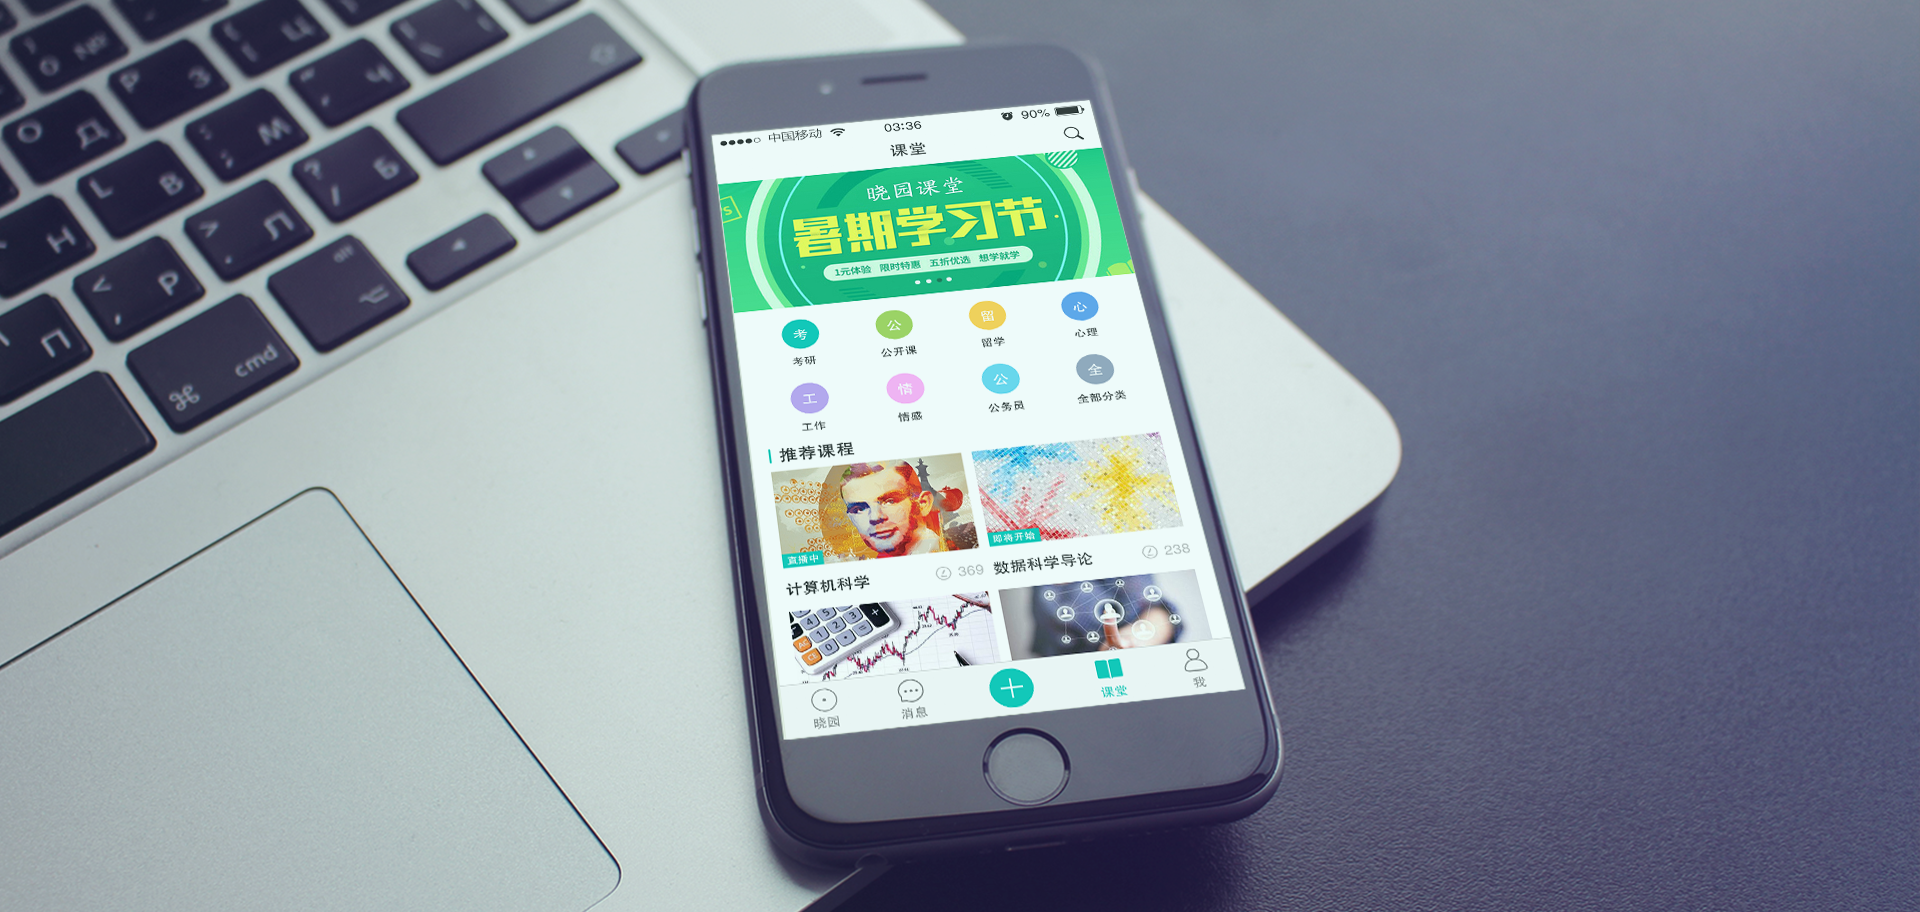 中国移动 03:36 90%
课堂
晓园课堂
暑期学习节
1元体验 限时特惠 五折优选 想学就学
考 公 留 心
考研 公开课 留学 心理
工 情 公 全
工作 情感 公务员 全部分类
推荐课程
直播中 即将开始
计算机科学 369 数据科学导论 238
晓园 消息 课堂 我
Д
Ж
З
Р
Ч
М
Б
?
/
L
В
Н
>
Л
<
Р
alt
П
cmd